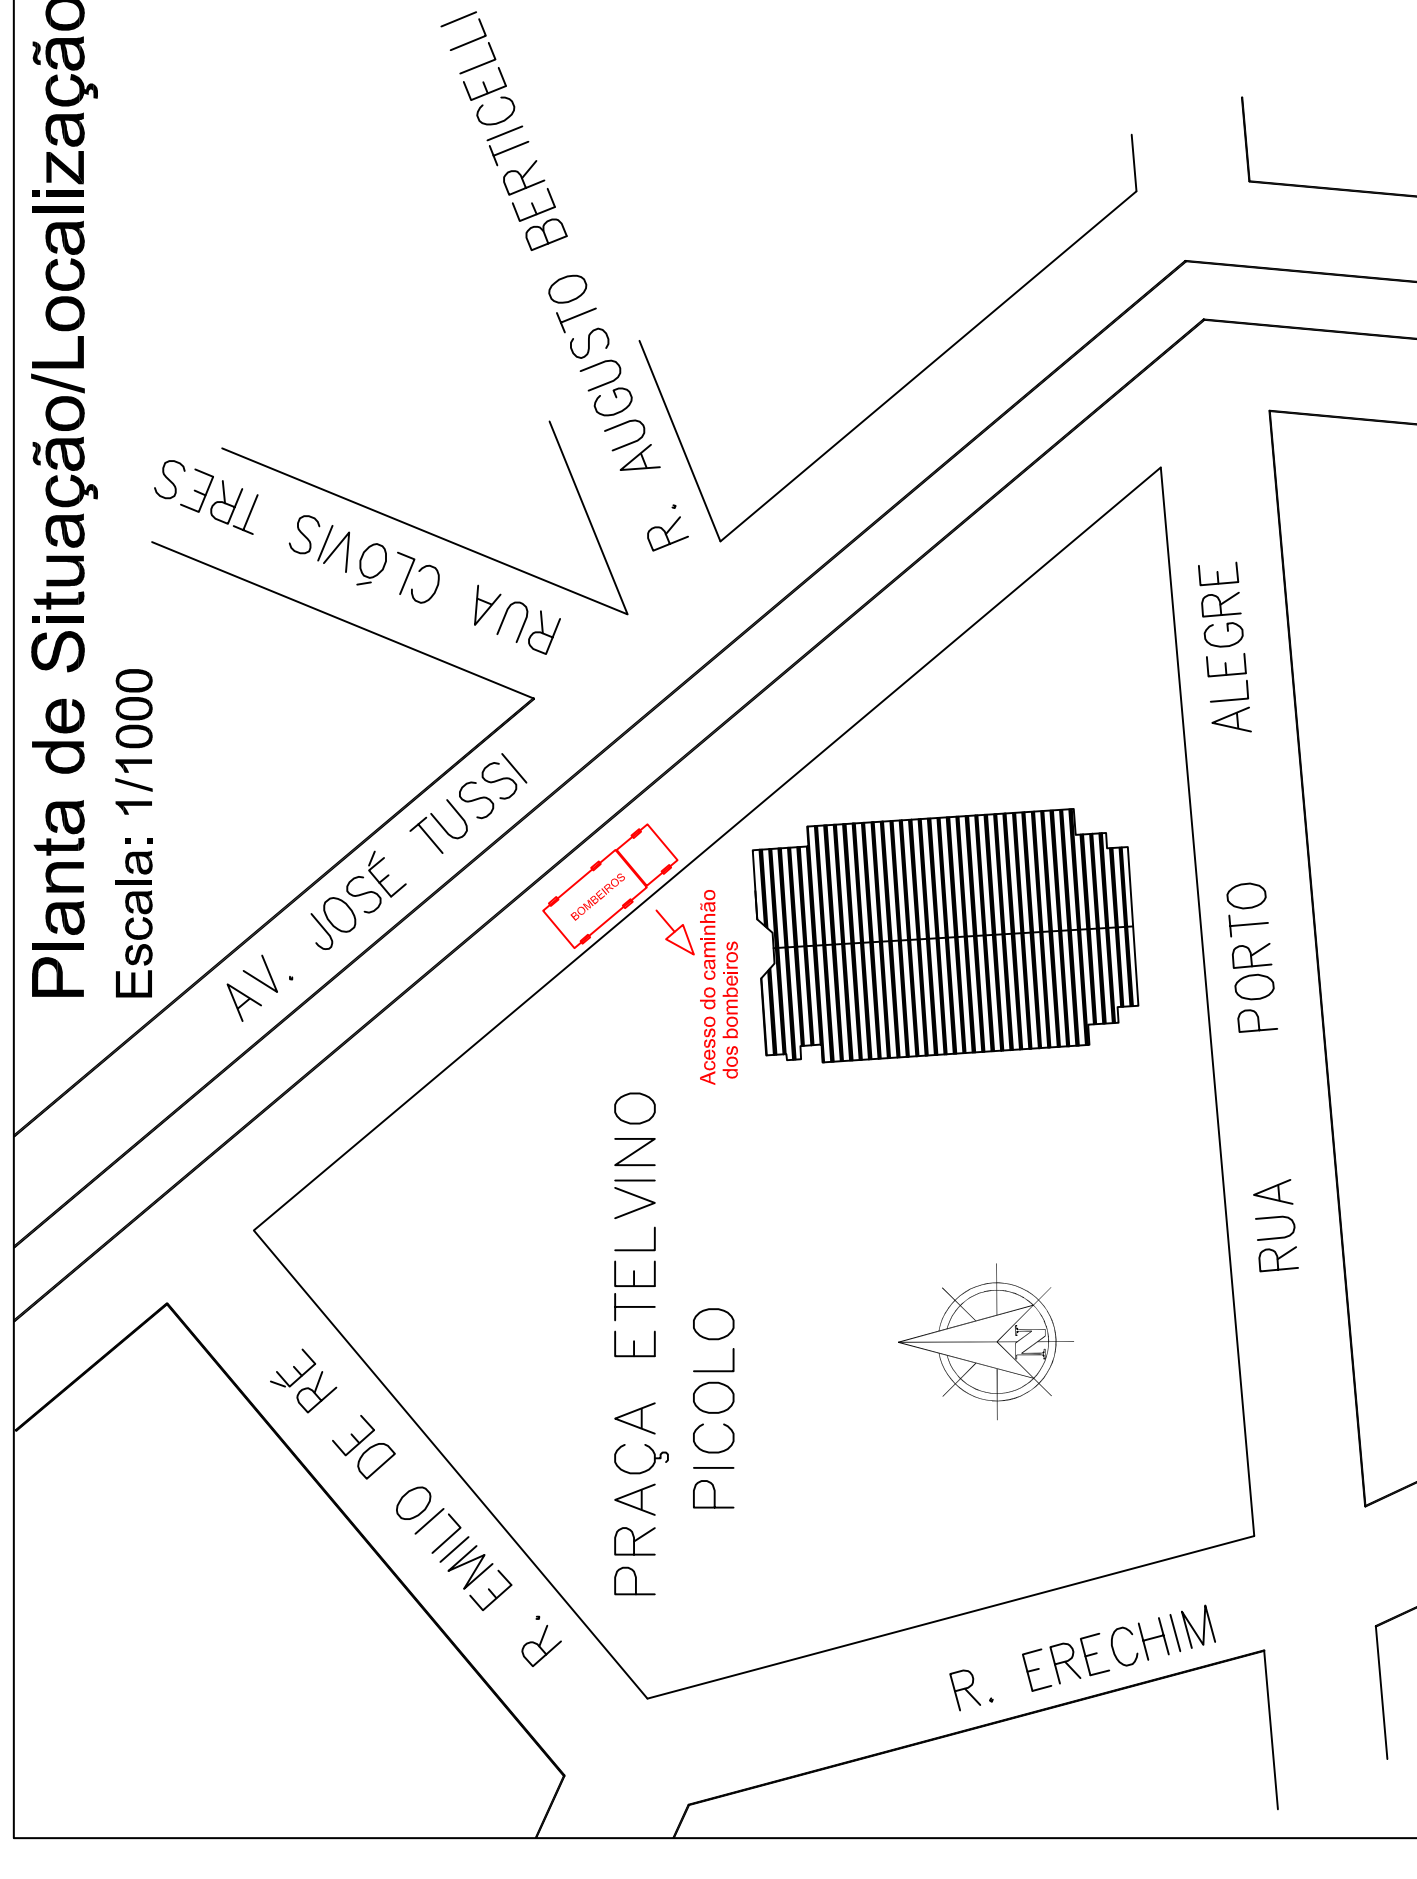 Planta de Situação/Localização
Escala: 1/1000
RUA CLÓVIS TRES
R. AUGUSTO BERTICELLI
AV. JOSÉ TUSSI
BOMBEIROS
Acesso do caminhão
dos bombeiros
R. EMILIO DE RÉ
PRAÇA ETELVINO
PICOLO
N
RUA PORTO ALEGRE
R. ERECHIM